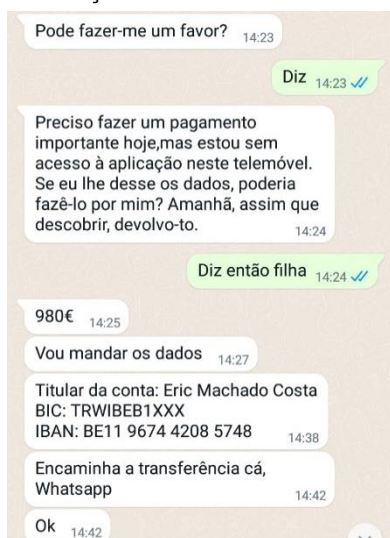 Pode fazer-me um favor? 14:23
Diz 14:23
Preciso fazer um pagamento
importante hoje,mas estou sem
acesso à aplicação neste telemóvel.
Se eu lhe desse os dados, poderia
fazê-lo por mim? Amanhã, assim que
descobrir, devolvo-to. 14:24
Diz então filha 14:24
980€ 14:25
Vou mandar os dados 14:27
Titular da conta: Eric Machado Costa
BIC: TRWIBEB1XXX
IBAN: BE11 9674 4208 5748 14:38
Encaminha a transferência cá,
Whatsapp 14:42
Ok 14:42